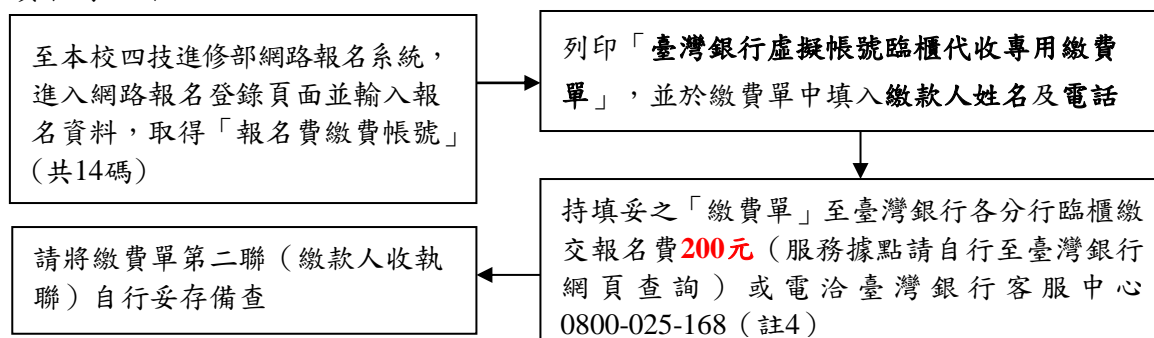 至本校四技進修部網路報名系統，
進入網路報名登錄頁面並輸入報
名資料，取得「報名費繳費帳號」
（共14碼）
列印「臺灣銀行虛擬帳號臨櫃代收專用繳費
單」，並於繳費單中填入繳款人姓名及電話
持填妥之「繳費單」至臺灣銀行各分行臨櫃繳
交報名費200元（服務據點請自行至臺灣銀行
網頁查詢）或電洽臺灣銀行客服中心
0800-025-168（註4）
請將繳費單第二聯（繳款人收執
聯）自行妥存備查